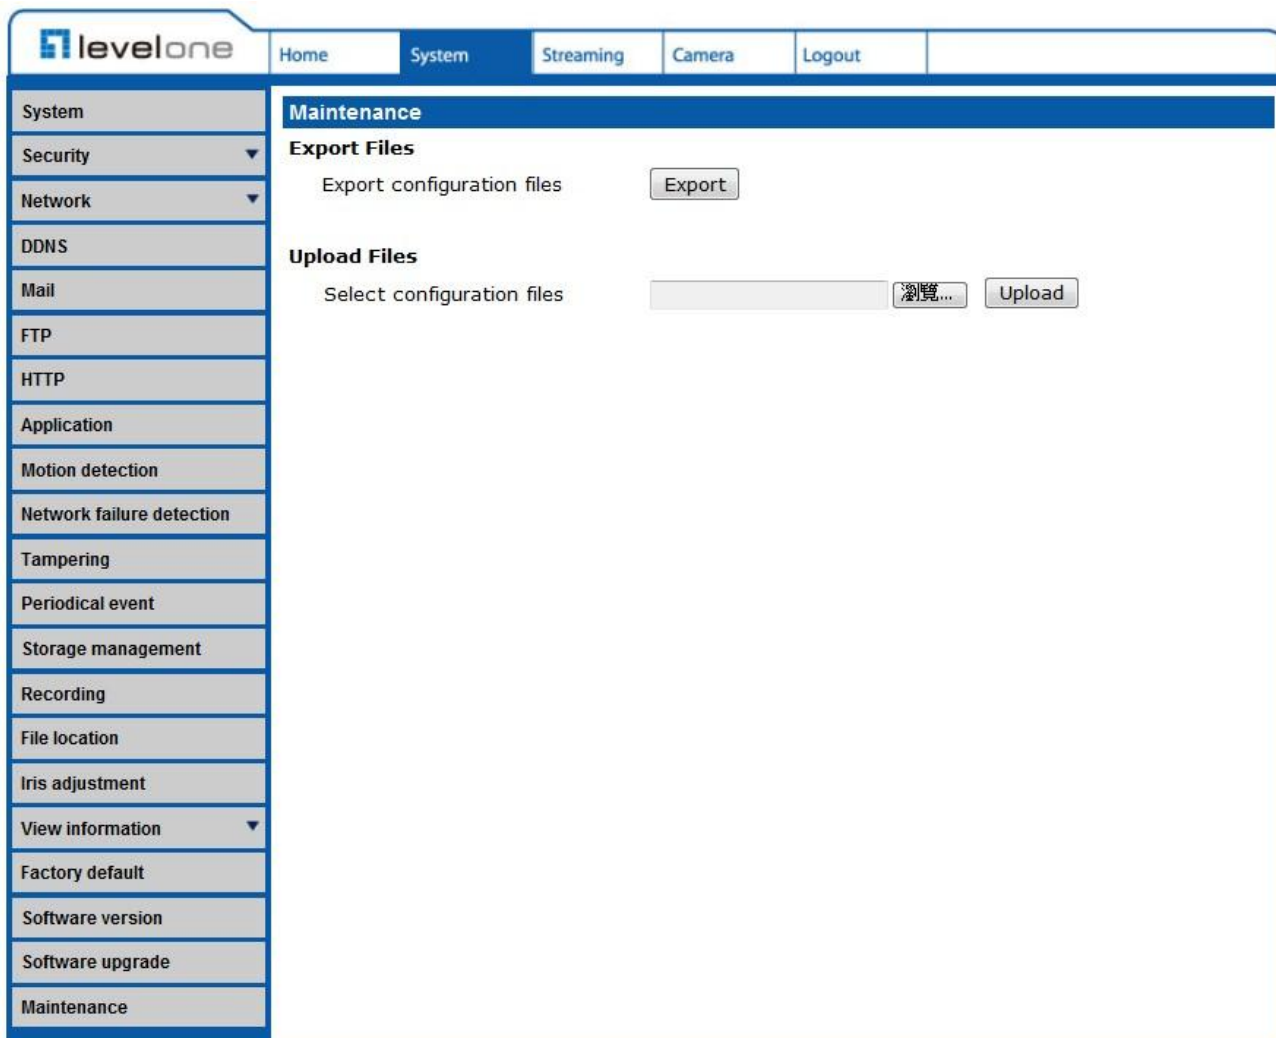 levelone
Home System Streaming Camera Logout
System
Security
Network
DDNS
Mail
FTP
HTTP
Application
Motion detection
Network failure detection
Tampering
Periodical event
Storage management
Recording
File location
Iris adjustment
View information
Factory default
Software version
Software upgrade
Maintenance
Maintenance
Export Files
Export configuration files Export
Upload Files
Select configuration files 瀏覽... Upload